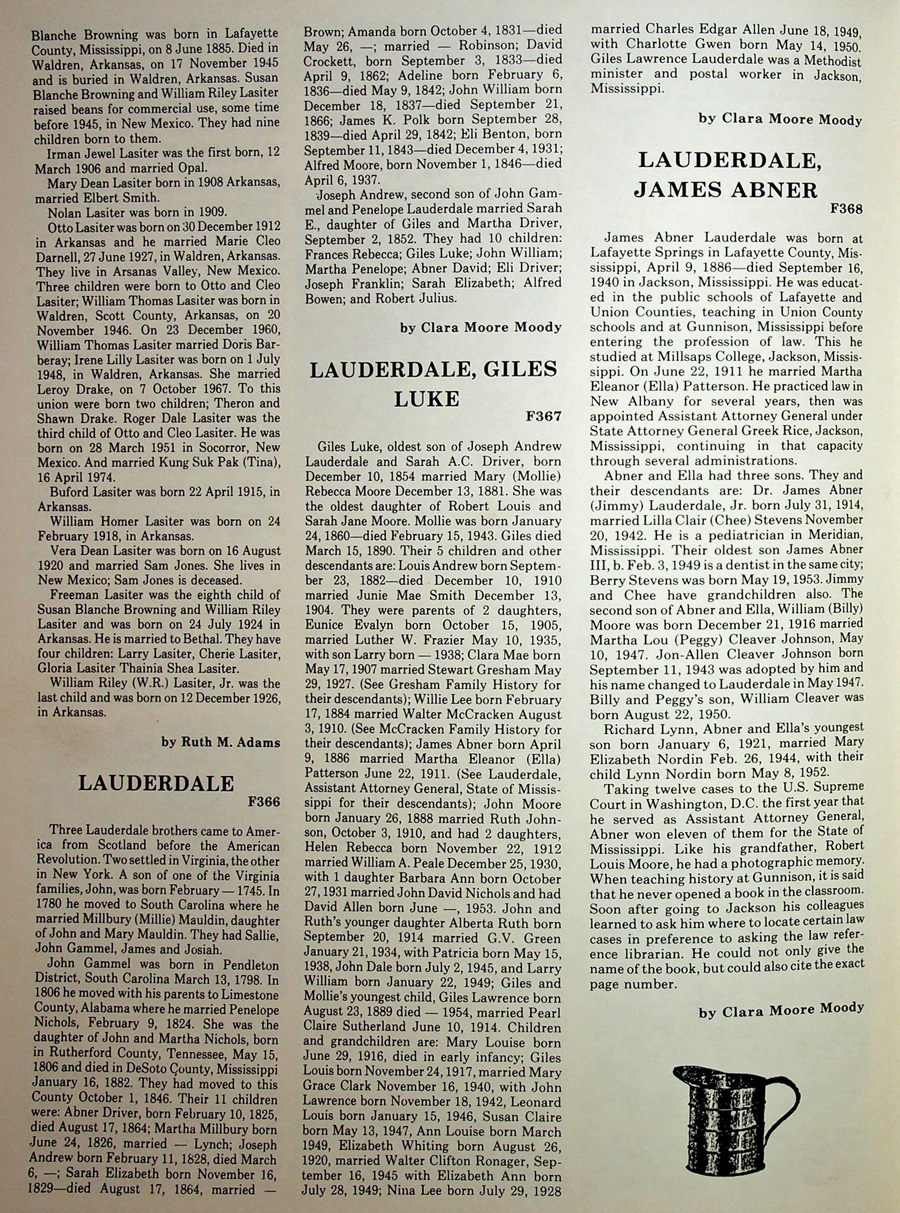 Blanche Browning was born in Lafayette
County, Mississippi, on 8 June 1885. Died in
Waldren, Arkansas, on 17 November 1945
and is buried in Waldren, Arkansas. Susan
Blanche Browning and William Riley Lasiter
raised beans for commercial use, some time
before 1945, in New Mexico. They had nine
children born to them.
Irman Jewel Lasiter was the first born, 12
March 1906 and married Opal.
Mary Dean Lasiter born in 1908 Arkansas,
married Elbert Smith.
Nolan Lasiter was born in 1909.
Otto Lasiter was born on 30 December 1912
in Arkansas and he married Marie Cleo
Darnell, 27 June 1927, in Waldren, Arkansas.
They live in Arsanas Valley, New Mexico.
Three children were born to Otto and Cleo
Lasiter; William Thomas Lasiter was born in
Waldren, Scott County, Arkansas, on 20
November 1946. On 23 December 1960,
William Thomas Lasiter married Doris Bar-
beray; Irene Lilly Lasiter was born on 1 July
1948, in Waldren, Arkansas. She married
Leroy Drake, on 7 October 1967. To this
union were born two children; Theron and
Shawn Drake. Roger Dale Lasiter was the
third child of Otto and Cleo Lasiter. He was
born on 28 March 1951 in Socorror, New
Mexico. And married Kung Suk Pak (Tina),
16 April 1974.
Buford Lasiter was born 22 April 1915, in
Arkansas.
William Homer Lasiter was born on 24
February 1918, in Arkansas.
Vera Dean Lasiter was born on 16 August
1920 and married Sam Jones. She lives in
New Mexico; Sam Jones is deceased.
Freeman Lasiter was the eighth child of
Susan Blanche Browning and William Riley
Lasiter and was born on 24 July 1924 in
Arkansas. He is married to Bethal. They have
four children: Larry Lasiter, Cherie Lasiter,
Gloria Lasiter Thainia Shea Lasiter.
William Riley (W.R.) Lasiter, Jr. was the
last child and was born on 12 December 1926,
in Arkansas.
by Ruth M. Adams
LAUDERDALE
F366
Three Lauderdale brothers came to Amer-
ica from Scotland before the American
Revolution. Two settled in Virginia, the other
in New York. A son of one of the Virginia
families, John, was born February — 1745. In
1780 he moved to South Carolina where he
married Millbury (Millie) Mauldin, daughter
of John and Mary Mauldin. They had Sallie,
John Gammel, James and Josiah.
John Gammel was born in Pendleton
District, South Carolina March 13, 1798. In
1806 he moved with his parents to Limestone
County, Alabama where he married Penelope
Nichols, February 9, 1824. She was the
daughter of John and Martha Nichols, born
in Rutherford County, Tennessee, May 15,
1806 and died in DeSoto County, Mississippi
January 16, 1882. They had moved to this
County October 1, 1846. Their 11 children
were: Abner Driver, born February 10, 1825,
died August 17, 1864; Martha Millbury born
June 24, 1826, married — Lynch; Joseph
Andrew born February 11, 1828, died March
6, —; Sarah Elizabeth born November 16,
1829—died August 17, 1864, married —
Brown; Amanda born October 4, 1831—died
May 26, —; married — Robinson; David
Crockett, born September 3, 1833—died
April 9, 1862; Adeline born February 6,
1836—died May 9, 1842; John William born
December 18, 1837—died September 21,
1866; James K. Polk born September 28,
1839—died April 29, 1842; Eli Benton, born
September 11, 1843—died December 4, 1931;
Alfred Moore, born November 1, 1846—died
April 6, 1937.
Joseph Andrew, second son of John Gam-
mel and Penelope Lauderdale married Sarah
E., daughter of Giles and Martha Driver,
September 2, 1852. They had 10 children:
Frances Rebecca; Giles Luke; John William;
Martha Penelope; Abner David; Eli Driver;
Joseph Franklin; Sarah Elizabeth; Alfred
Bowen; and Robert Julius.
by Clara Moore Moody
LAUDERDALE, GILES
LUKE
F367
Giles Luke, oldest son of Joseph Andrew
Lauderdale and Sarah A.C. Driver, born
December 10, 1854 married Mary (Mollie)
Rebecca Moore December 13, 1881. She was
the oldest daughter of Robert Louis and
Sarah Jane Moore. Mollie was born January
24, 1860—died February 15, 1943. Giles died
March 15, 1890. Their 5 children and other
descendants are: Louis Andrew born Septem-
ber 23, 1882—died December 10, 1910
married Junie Mae Smith December 13,
1904. They were parents of 2 daughters,
Eunice Evalyn born October 15, 1905,
married Luther W. Frazier May 10, 1935,
with son Larry born — 1938; Clara Mae born
May 17, 1907 married Stewart Gresham May
29, 1927. (See Gresham Family History for
their descendants); Willie Lee born February
17, 1884 married Walter McCracken August
3, 1910. (See McCracken Family History for
their descendants); James Abner born April
9, 1886 married Martha Eleanor (Ella)
Patterson June 22, 1911. (See Lauderdale,
Assistant Attorney General, State of Missis-
sippi for their descendants); John Moore
born January 26, 1888 married Ruth John-
son, October 3, 1910, and had 2 daughters,
Helen Rebecca born November 22, 1912
married William A. Peale December 25, 1930,
with 1 daughter Barbara Ann born October
27, 1931 married John David Nichols and had
David Allen born June —, 1953. John and
Ruth's younger daughter Alberta Ruth born
September 20, 1914 married G.V. Green
January 21, 1934, with Patricia born May 15,
1938, John Dale born July 2, 1945, and Larry
William born January 22, 1949; Giles and
Mollie's youngest child, Giles Lawrence born
August 23, 1889 died — 1954, married Pearl
Claire Sutherland June 10, 1914. Children
and grandchildren are: Mary Louise born
June 29, 1916, died in early infancy; Giles
Louis born November 24, 1917, married Mary
Grace Clark November 16, 1940, with John
Lawrence born November 18, 1942, Leonard
Louis born January 15, 1946, Susan Claire
born May 13, 1947, Ann Louise born March
1949, Elizabeth Whiting born August 26,
1920, married Walter Clifton Ronager, Sep-
tember 16, 1945 with Elizabeth Ann born
July 28, 1949; Nina Lee born July 29, 1928
married Charles Edgar Allen June 18, 1949,
with Charlotte Gwen born May 14, 1950.
Giles Lawrence Lauderdale was a Methodist
minister and postal worker in Jackson,
Mississippi.
by Clara Moore Moody
LAUDERDALE,
JAMES ABNER
F368
James Abner Lauderdale was born at
Lafayette Springs in Lafayette County, Mis-
sissippi, April 9, 1886—died September 16,
1940 in Jackson, Mississippi. He was educat-
ed in the public schools of Lafayette and
Union Counties, teaching in Union County
schools and at Gunnison, Mississippi before
entering the profession of law. This he
studied at Millsaps College, Jackson, Missis-
sippi. On June 22, 1911 he married Martha
Eleanor (Ella) Patterson. He practiced law in
New Albany for several years, then was
appointed Assistant Attorney General under
State Attorney General Greek Rice, Jackson,
Mississippi, continuing in that capacity
through several administrations.
Abner and Ella had three sons. They and
their descendants are: Dr. James Abner
(Jimmy) Lauderdale, Jr. born July 31, 1914,
married Lilla Clair (Chee) Stevens November
20, 1942. He is a pediatrician in Meridian,
Mississippi. Their oldest son James Abner
III, b. Feb. 3, 1949 is a dentist in the same city;
Berry Stevens was born May 19, 1953. Jimmy
and Chee have grandchildren also. The
second son of Abner and Ella, William (Billy)
Moore was born December 21, 1916 married
Martha Lou (Peggy) Cleaver Johnson, May
10, 1947. Jon-Allen Cleaver Johnson born
September 11, 1943 was adopted by him and
his name changed to Lauderdale in May 1947.
Billy and Peggy's son, William Cleaver was
born August 22, 1950.
Richard Lynn, Abner and Ella's youngest
son born January 6, 1921, married Mary
Elizabeth Nordin Feb. 26, 1944, with their
child Lynn Nordin born May 8, 1952.
Taking twelve cases to the U.S. Supreme
Court in Washington, D.C. the first year that
he served as Assistant Attorney General,
Abner won eleven of them for the State of
Mississippi. Like his grandfather, Robert
Louis Moore, he had a photographic memory.
When teaching history at Gunnison, it is said
that he never opened a book in the classroom.
Soon after going to Jackson his colleagues
learned to ask him where to locate certain law
cases in preference to asking the law refer-
ence librarian. He could not only give the
name of the book, but could also cite the exact
page number.
by Clara Moore Moody